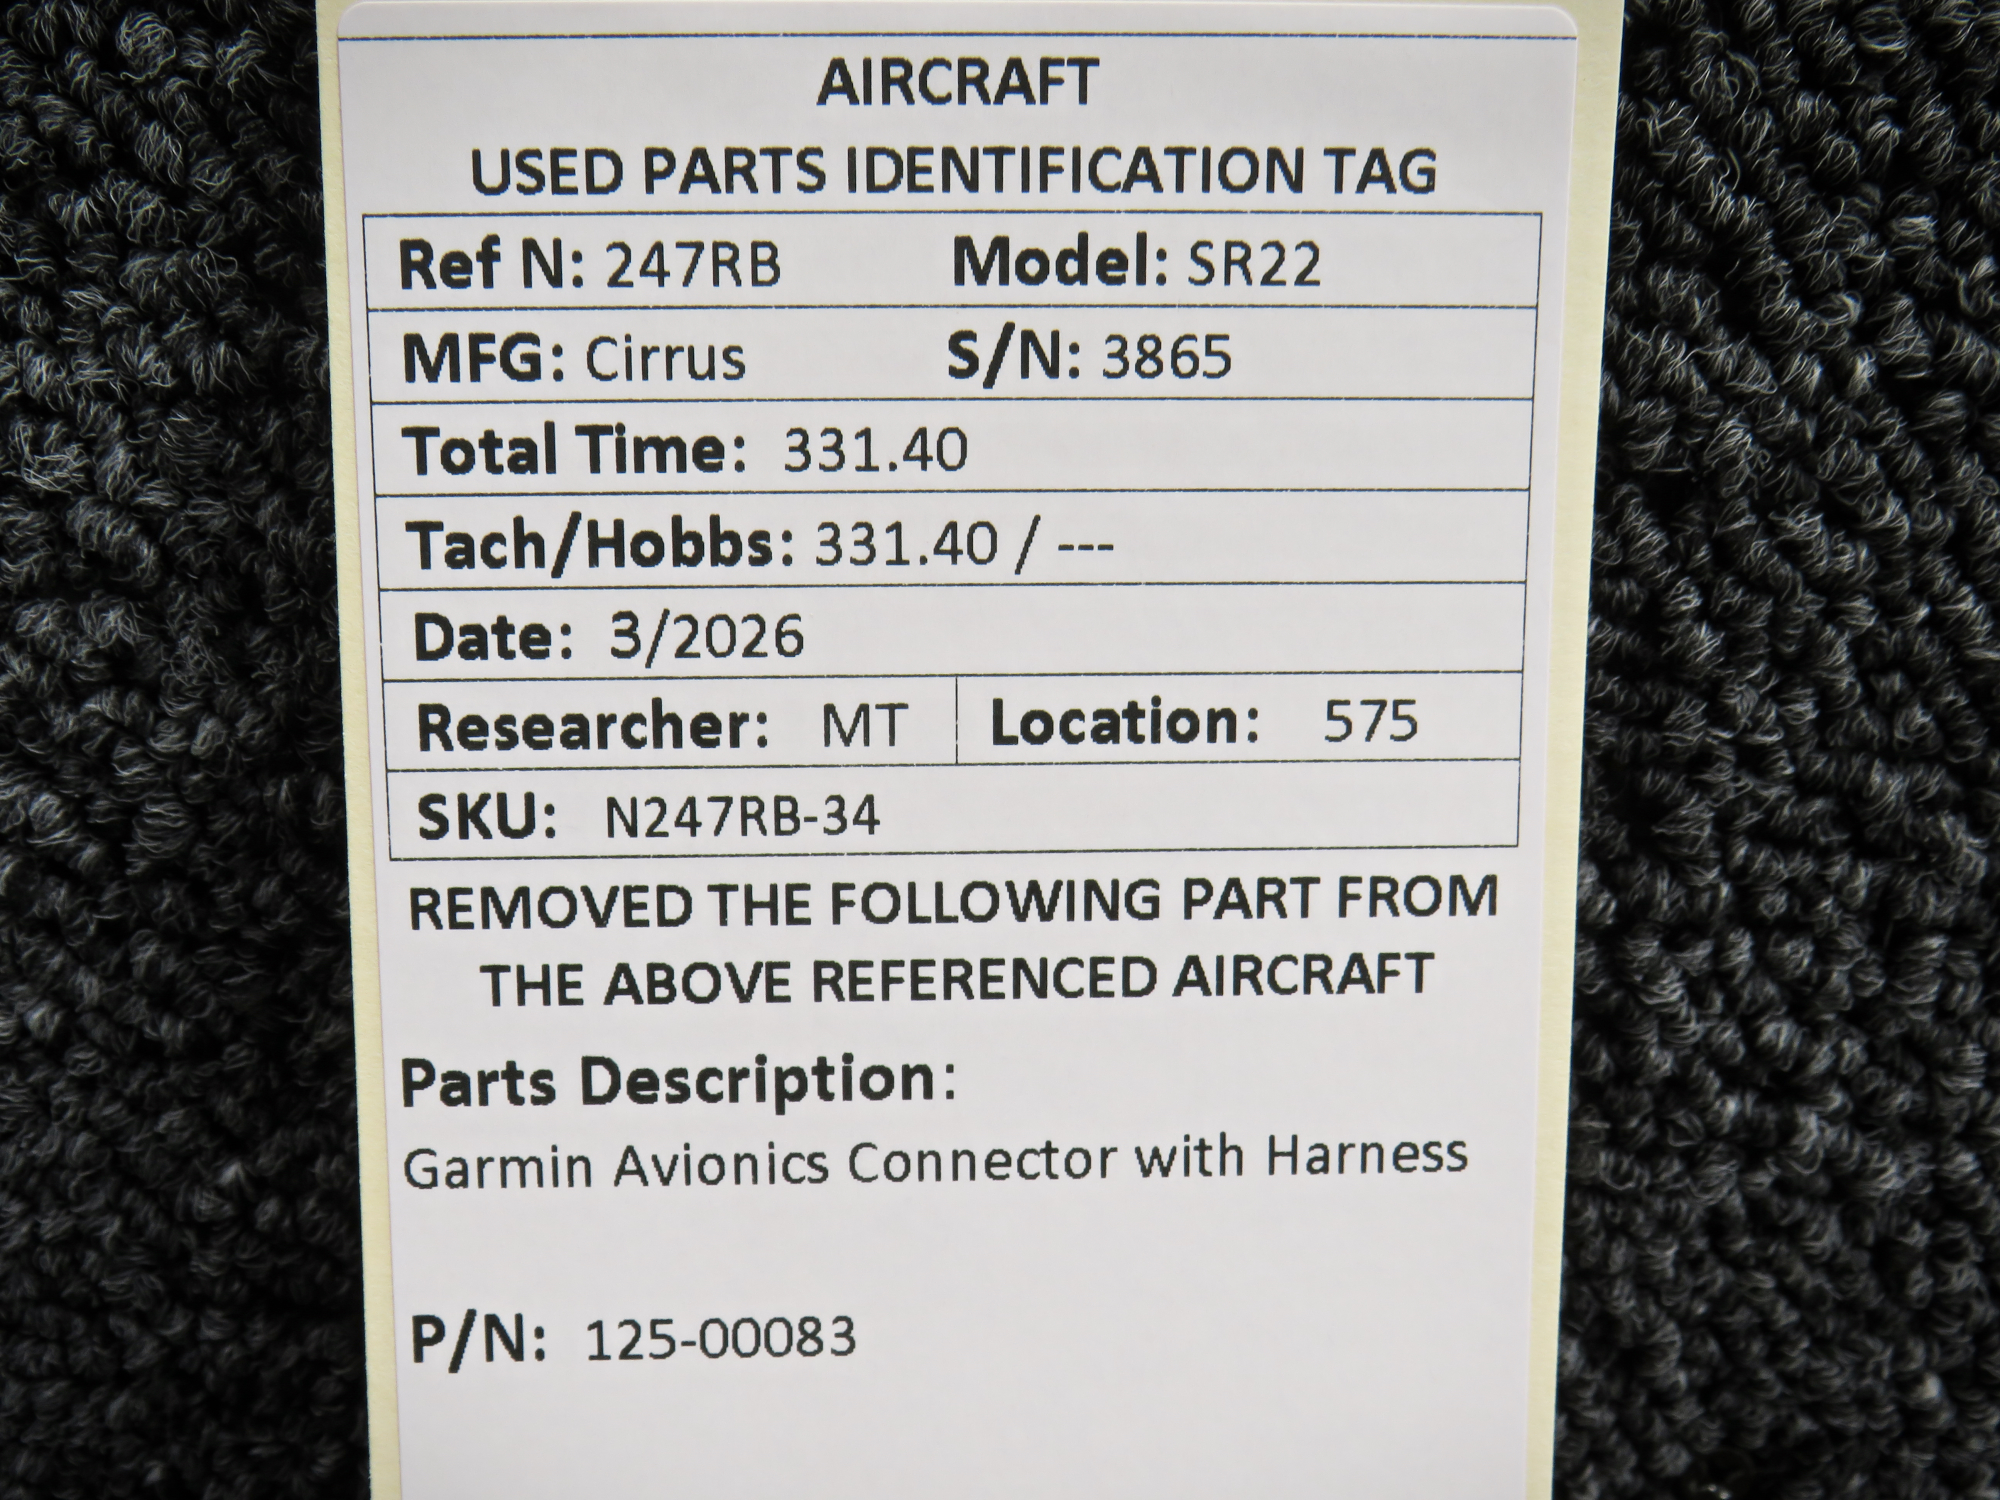 AIRCRAFT
USED PARTS IDENTIFICATION TAG
Ref N: 247RB Model: SR22
MFG: Cirrus S/N: 3865
Total Time: 331.40
Tach/Hobbs: 331.40 / ---
Date: 3/2026
Researcher: MT Location: 575
SKU: N247RB-34
REMOVED THE FOLLOWING PART FROM
THE ABOVE REFERENCED AIRCRAFT
Parts Description:
Garmin Avionics Connector with Harness
P/N: 125-00083